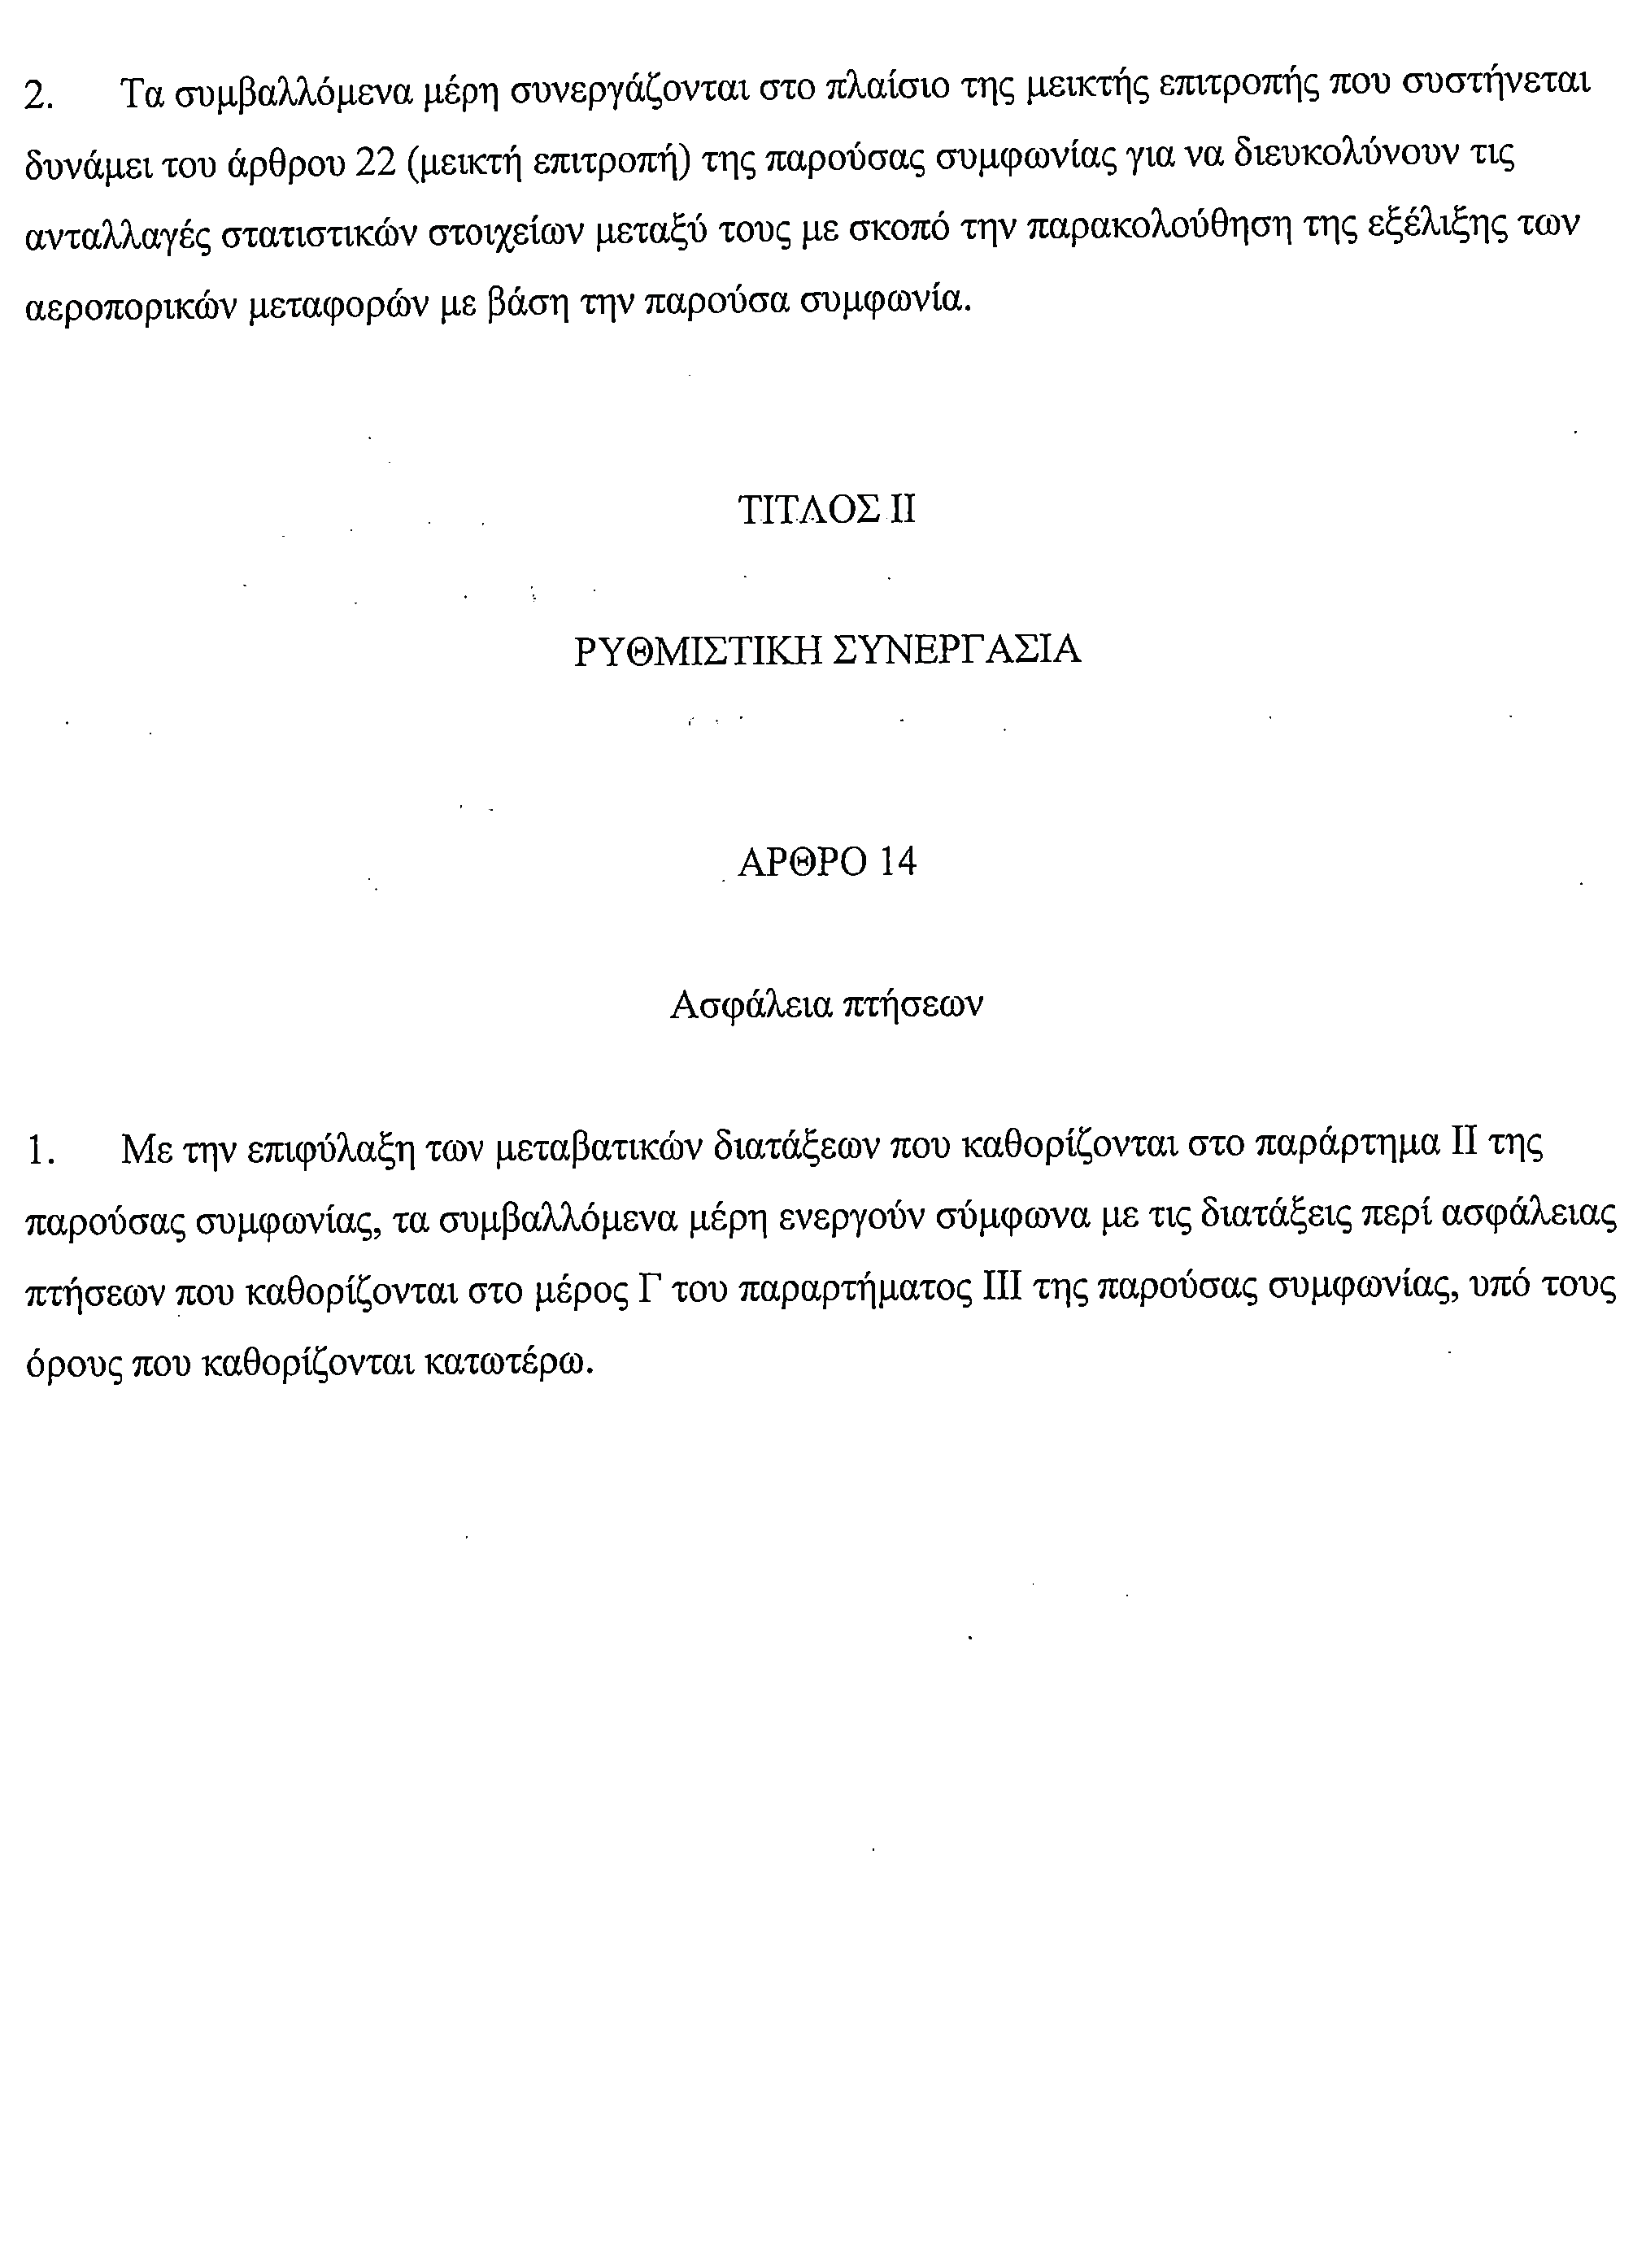 2. Τα συμβαλλόμενα μέρη συνεργάζονται στο πλαίσιο της μεικτής επιτροπής που συστήνεται
δυνάμει του άρθρου 22 (μεικτή επιτροπή) της παρούσας συμφωνίας για να διευκολύνουν τις
ανταλλαγές στατιστικών στοιχείων μεταξύ τους με σκοπό την παρακολούθηση της εξέλιξης των
αεροπορικών μεταφορών με βάση την παρούσα συμφωνία.
ΤΙΤΛΟΣ ΙΙ
ΡΥΘΜΙΣΤΙΚΗ ΣΥΝΕΡΓΑΣΙΑ
ΑΡΘΡΟ 14
Ασφάλεια πτήσεων
1. Με την επιφύλαξη των μεταβατικών διατάξεων που καθορίζονται στο παράρτημα ΙΙ της
παρούσας συμφωνίας, τα συμβαλλόμενα μέρη ενεργούν σύμφωνα με τις διατάξεις περί ασφάλειας
πτήσεων που καθορίζονται στο μέρος Γ του παραρτήματος ΙΙΙ της παρούσας συμφωνίας, υπό τους
όρους που καθορίζονται κατωτέρω.